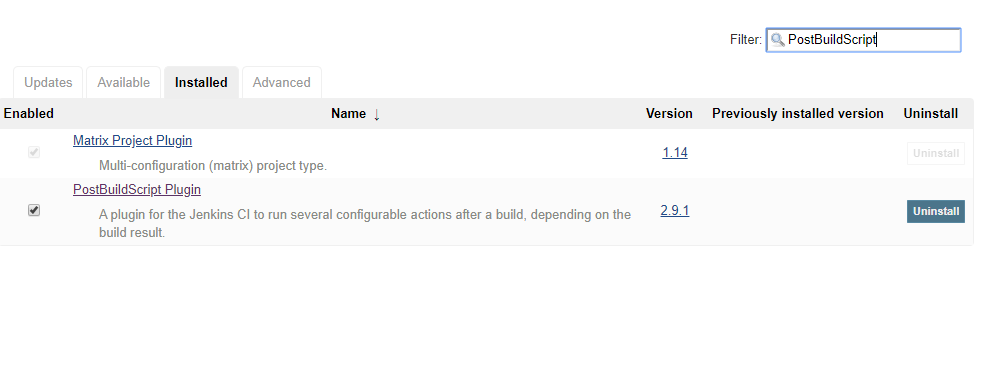 Filter: PostBuildScript
Updates Available Installed Advanced
Enabled Name ↓ Version Previously installed version Uninstall
Matrix Project Plugin
Multi-configuration (matrix) project type.
1.14 Uninstall
PostBuildScript Plugin
A plugin for the Jenkins CI to run several configurable actions after a build, depending on the
build result.
2.9.1 Uninstall